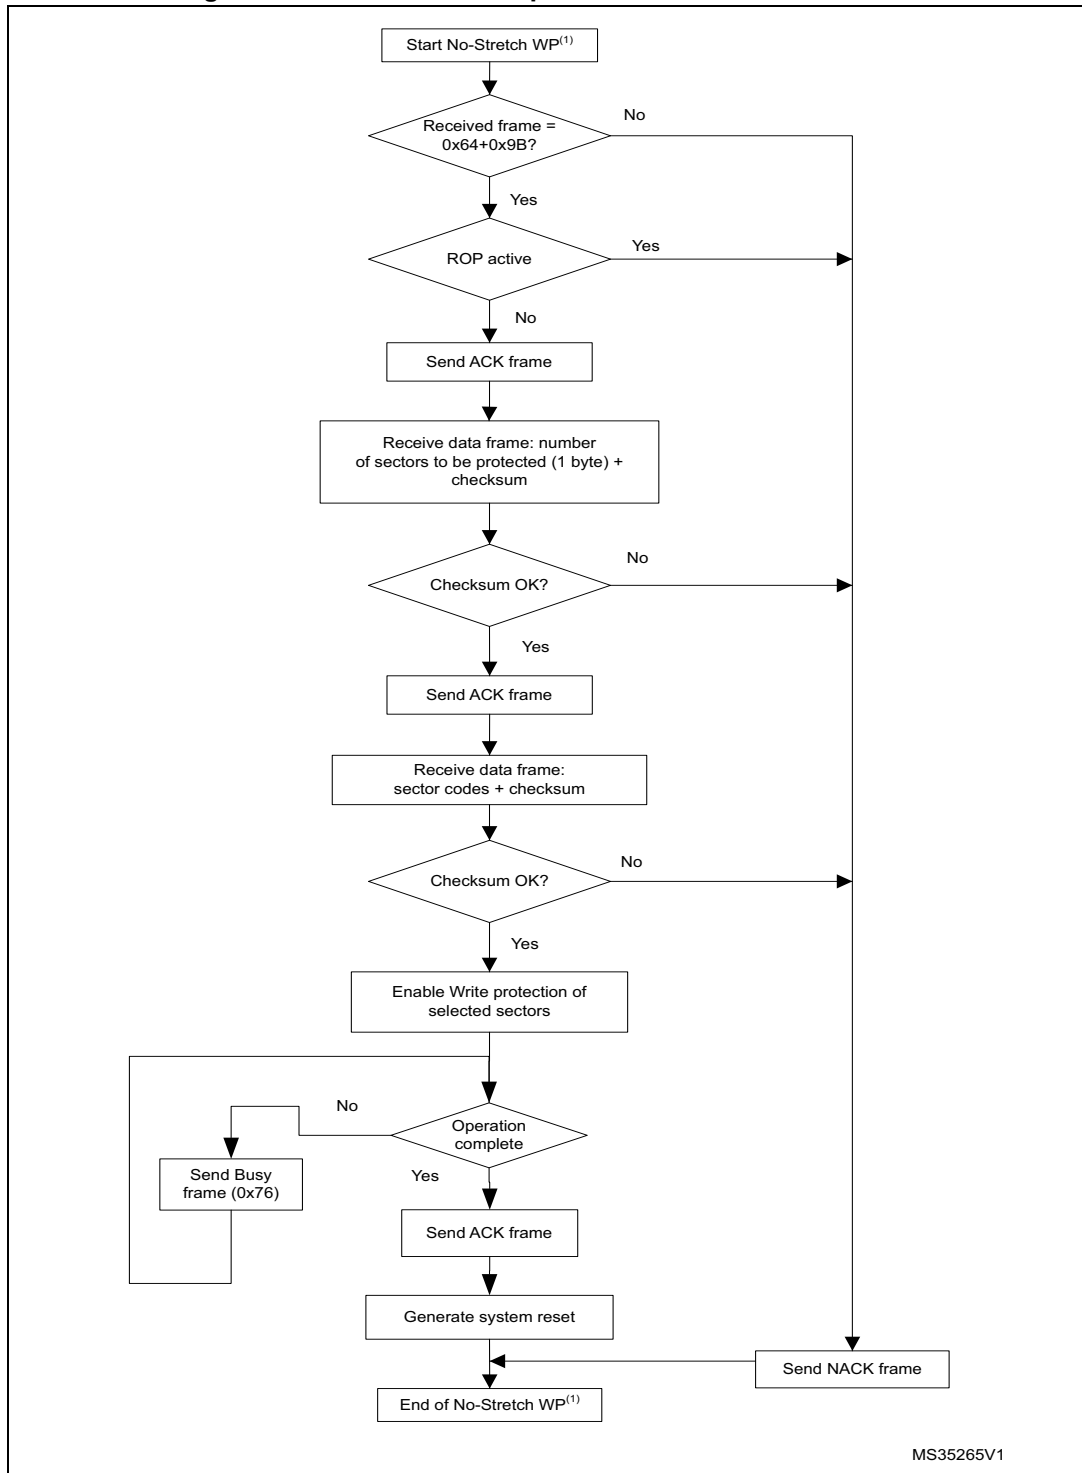 Start No-Stretch WP(1)
No
Received frame =
0x64+0x9B?
Yes
ROP active
Yes
No
Send ACK frame
Receive data frame: number
of sectors to be protected (1 byte) +
checksum
No
Checksum OK?
Yes
Send ACK frame
Receive data frame:
sector codes + checksum
No
Checksum OK?
Yes
Enable Write protection of
selected sectors
No
Operation
complete
Send Busy
frame (0x76)
Yes
Send ACK frame
Generate system reset
Send NACK frame
End of No-Stretch WP(1)
MS35265V1